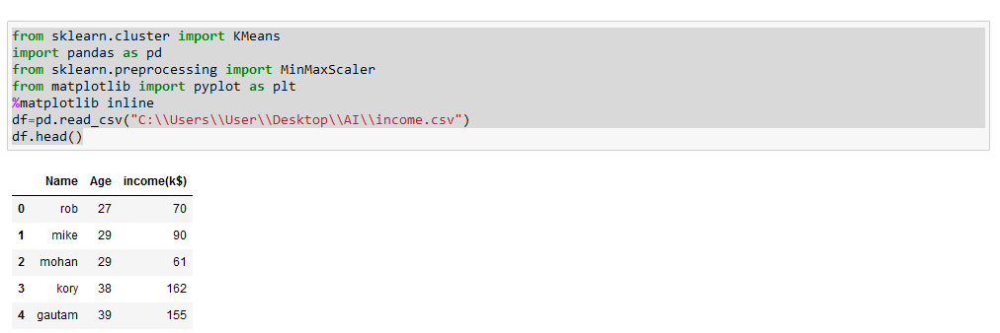 from sklearn.cluster import KMeans
import pandas as pd
from sklearn.preprocessing import MinMaxScaler
from matplotlib import pyplot as plt
%matplotlib inline
df=pd.read_csv("C:\\Users\\User\\Desktop\\AI\\income.csv")
df.head()
Name Age income(k$)
0 rob 27 70
1 mike 29 90
2 mohan 29 61
3 kory 38 162
4 gautam 39 155